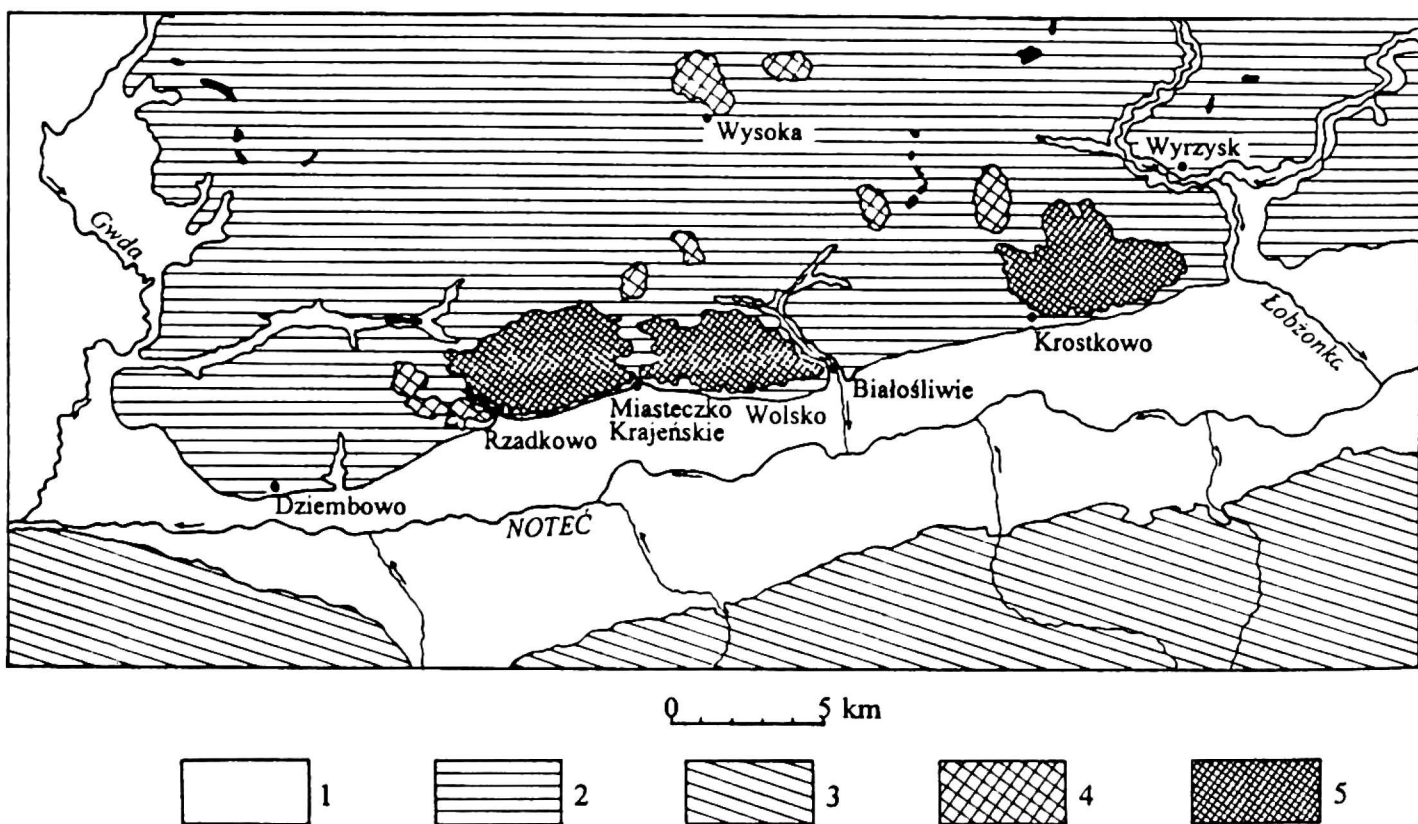 Wysoka
Wyrzysk
Gwda
Łobżonka
Krostkowo
Białośliwie
Miasteczko
Krajeńskie
Wolsko
Rzadkowo
Dziembowo
NOTEĆ
0 5 km
1 2 3 4 5